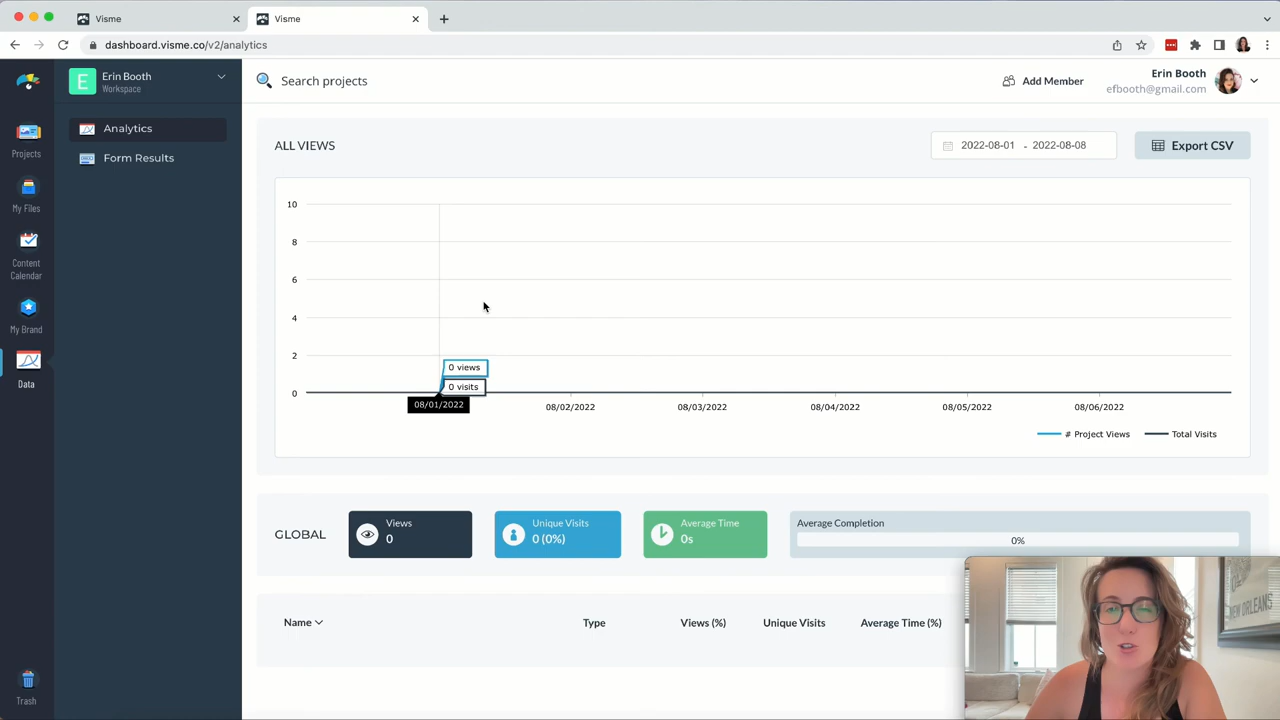 Visme
Visme
dashboard.visme.co/v2/analytics
E
Erin Booth
Workspace
Search projects
Add Member
Erin Booth
efbooth@gmail.com
Projects
My Files
Content
Calendar
My Brand
Data
Trash
Analytics
Form Results
ALL VIEWS
2022-08-01 - 2022-08-08
Export CSV
10
8
6
4
2
0
0 views
0 visits
08/01/2022
08/02/2022
08/03/2022
08/04/2022
08/05/2022
08/06/2022
# Project Views
Total Visits
GLOBAL
Views
0
Unique Visits
0 (0%)
Average Time
0s
Average Completion
0%
Name
Type
Views (%)
Unique Visits
Average Time (%)
NEW ORLEANS